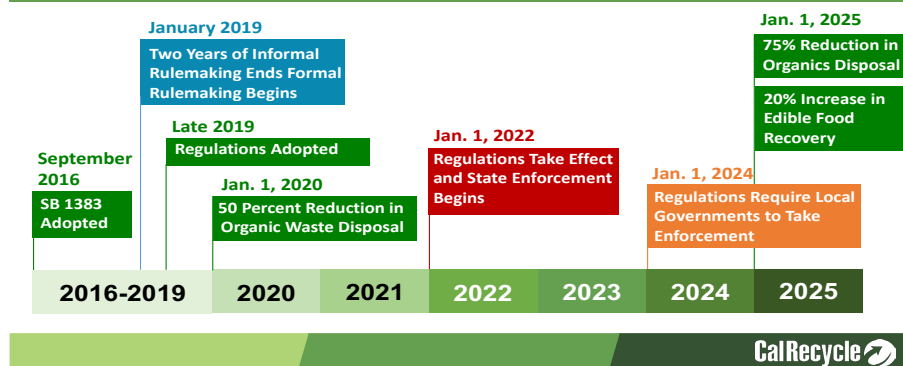 January 2019
Two Years of Informal
Rulemaking Ends Formal
Rulemaking Begins
Jan. 1, 2025
75% Reduction in
Organics Disposal
20% Increase in
Edible Food
Recovery
Late 2019
Regulations Adopted
September
2016
SB 1383
Adopted
Jan. 1, 2020
50 Percent Reduction in
Organic Waste Disposal
Jan. 1, 2022
Regulations Take Effect
and State Enforcement
Begins
Jan. 1, 2024
Regulations Require Local
Governments to Take
Enforcement
2016-2019
2020
2021
2022
2023
2024
2025
CalRecycle